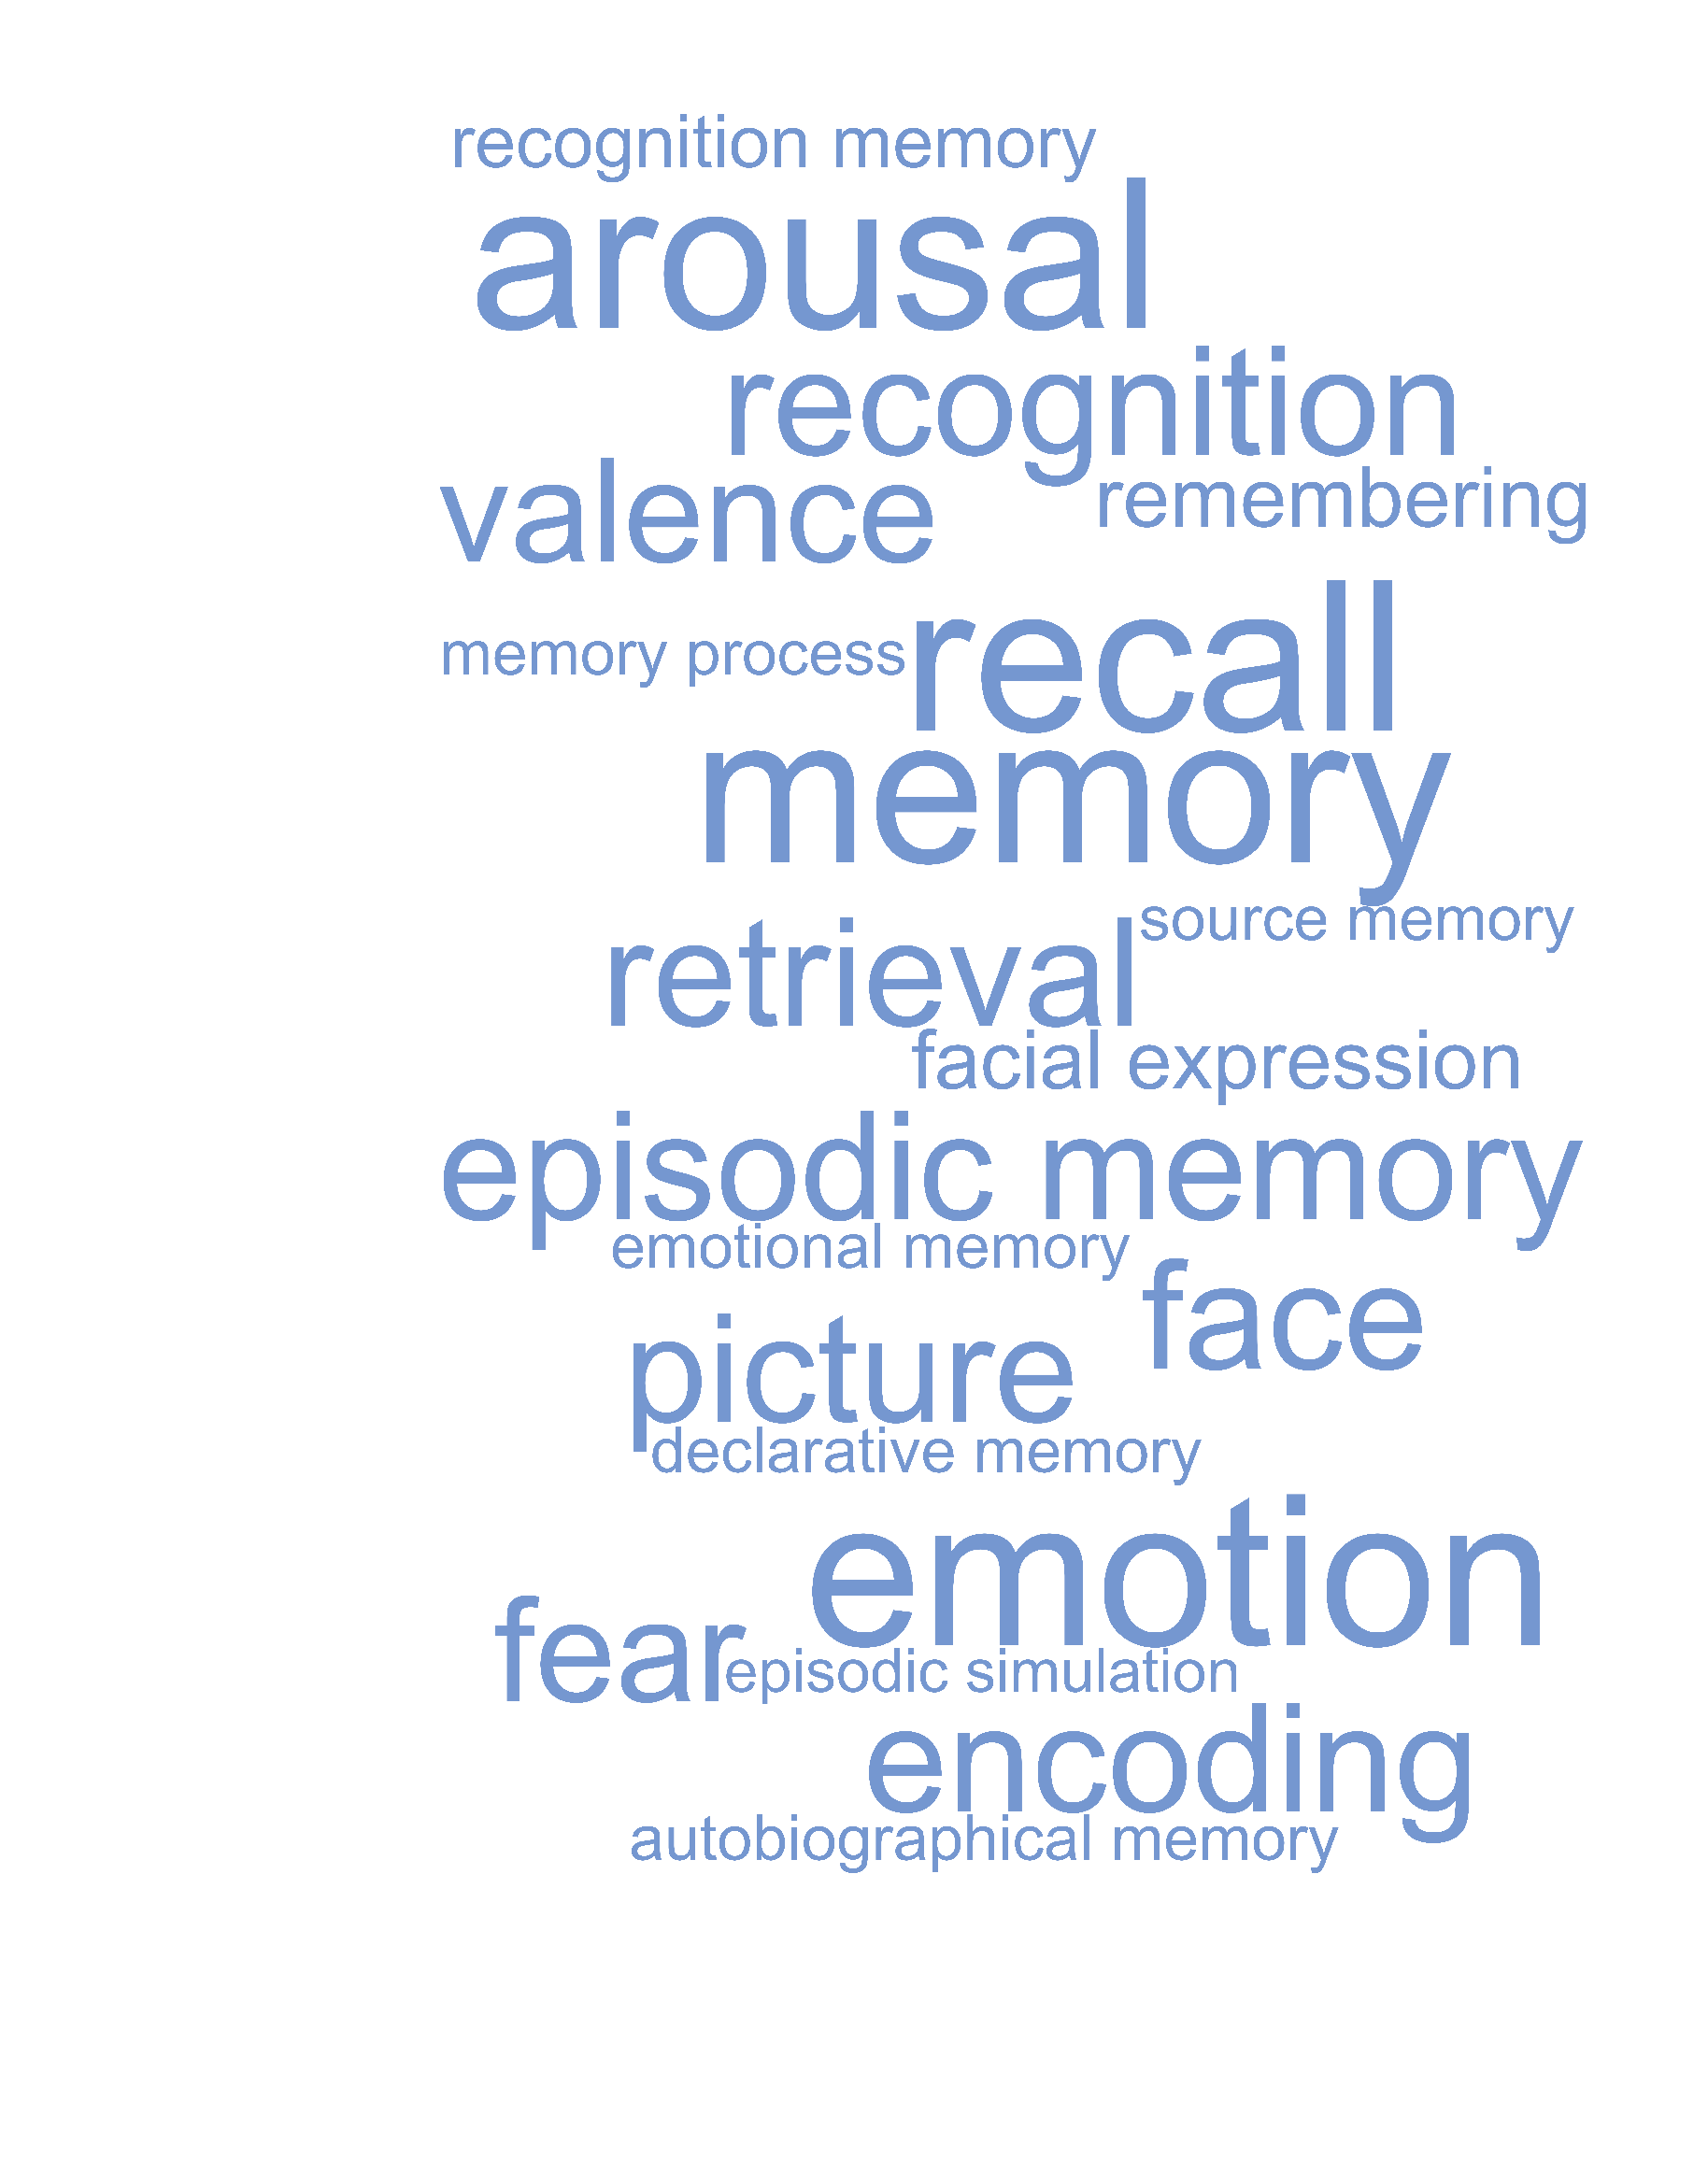 recognition memory
arousal
recognition
valence
remembering
recall
memory process
memory
source memory
retrieval
facial expression
episodic memory
emotional memory
face
picture
declarative memory
emotion
fear
episodic simulation
encoding
autobiographical memory